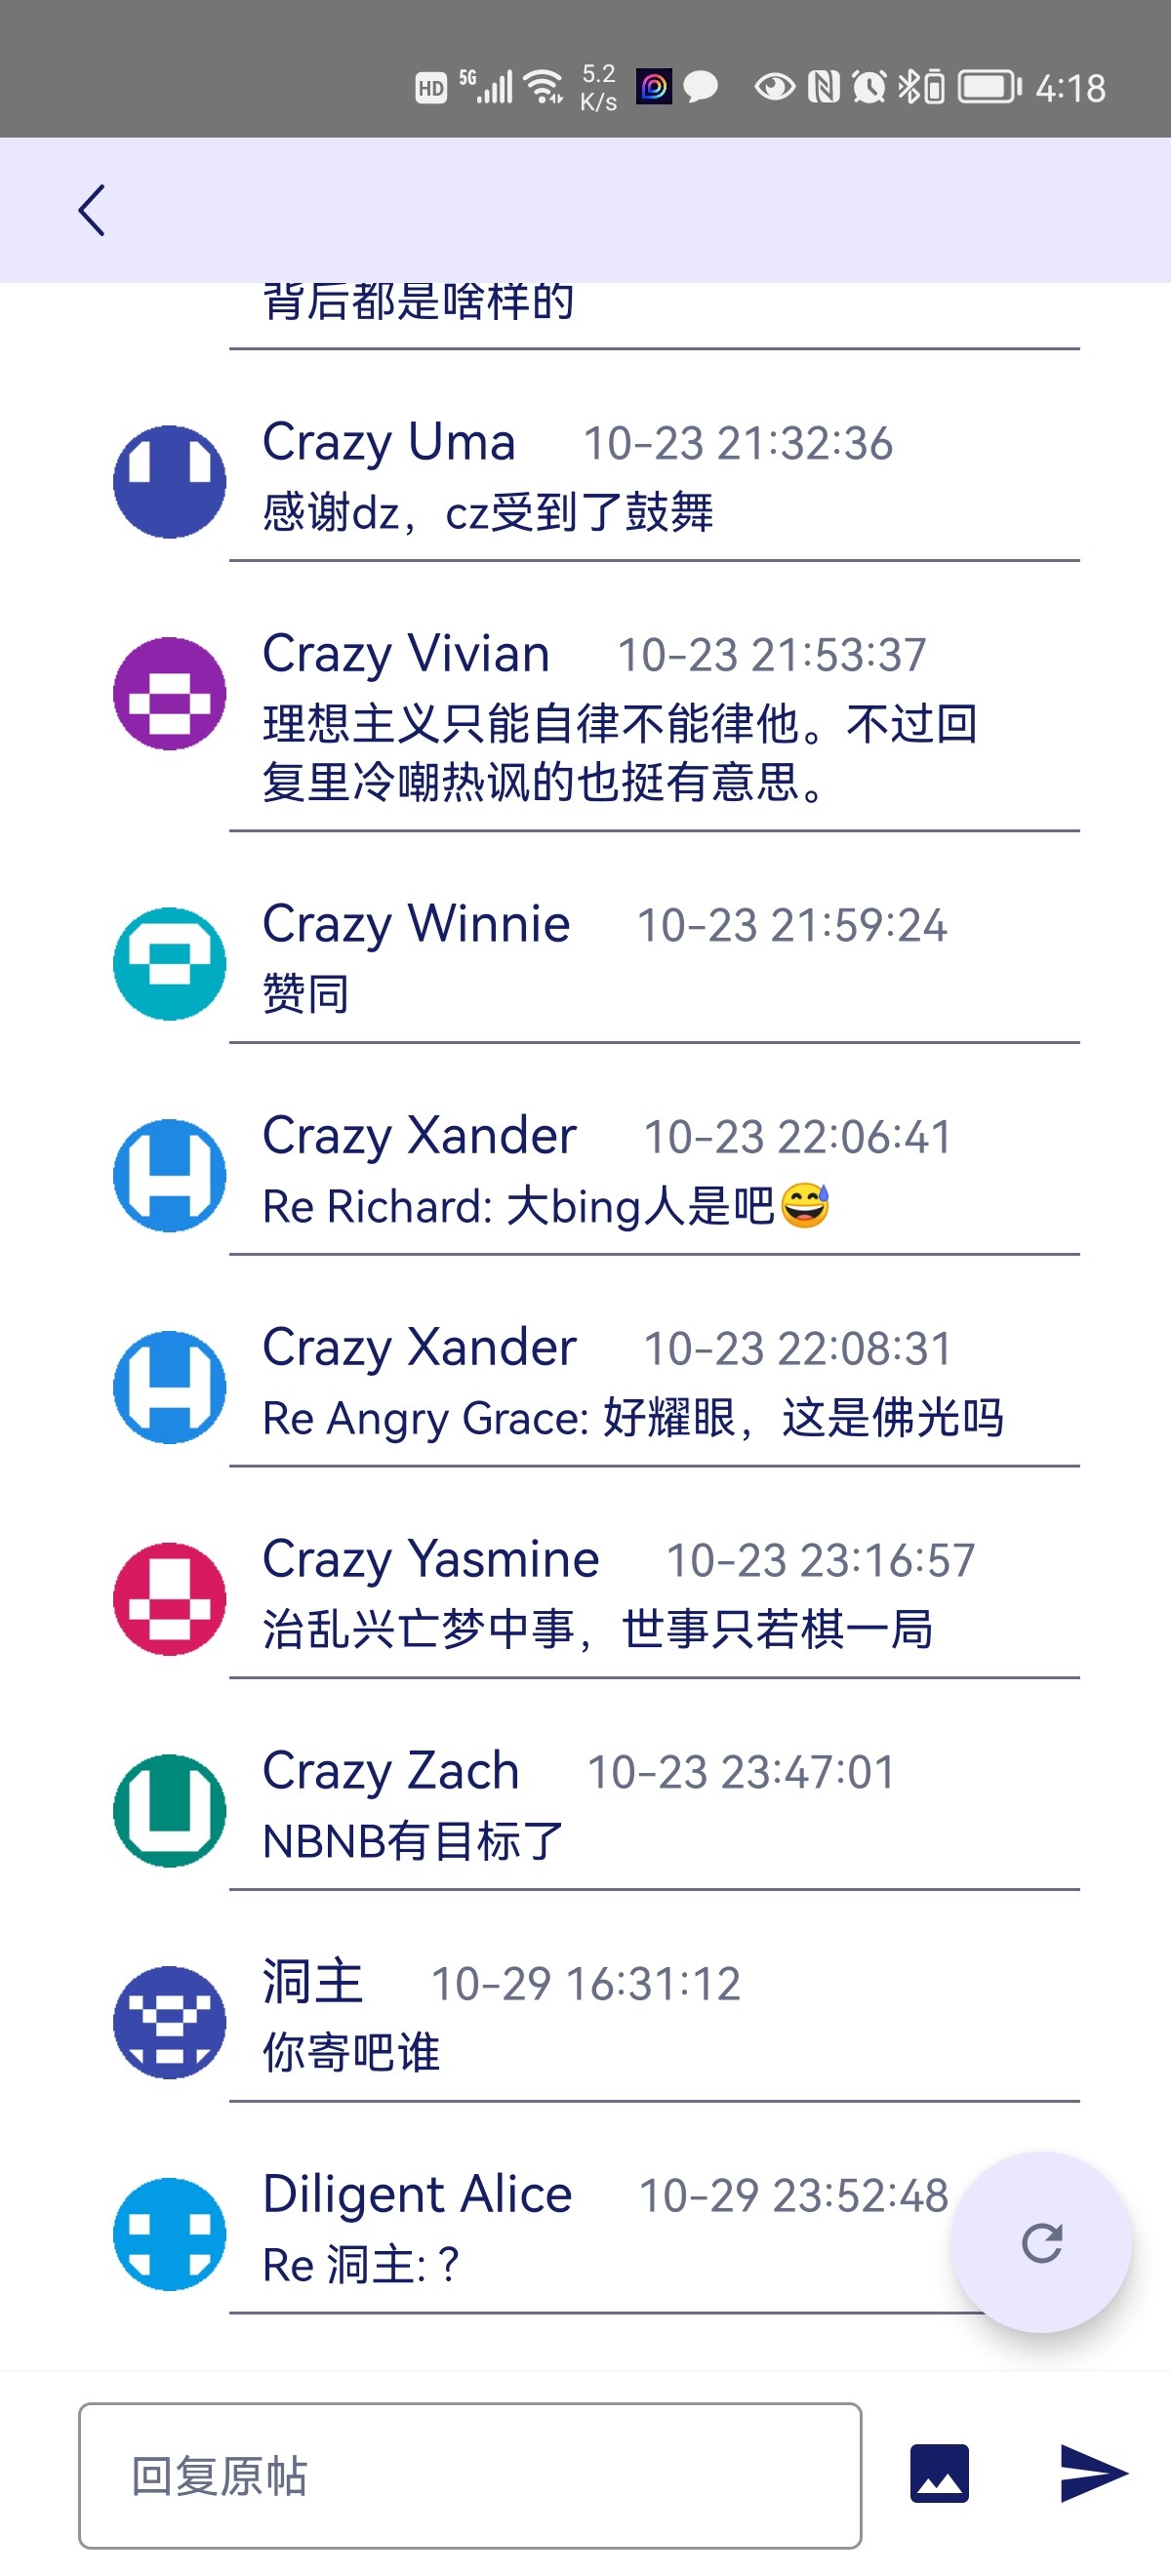 HD 5G 5.2 K/s 4:18
背后都是啥样的
Crazy Uma 10-23 21:32:36
感谢dz，cz受到了鼓舞
Crazy Vivian 10-23 21:53:37
理想主义只能自律不能律他。不过回
复里冷嘲热讽的也挺有意思。
Crazy Winnie 10-23 21:59:24
赞同
Crazy Xander 10-23 22:06:41
Re Richard: 大bing人是吧😅
Crazy Xander 10-23 22:08:31
Re Angry Grace: 好耀眼，这是佛光吗
Crazy Yasmine 10-23 23:16:57
治乱兴亡梦中事，世事只若棋一局
Crazy Zach 10-23 23:47:01
NBNB有目标了
洞主 10-29 16:31:12
你寄吧谁
Diligent Alice 10-29 23:52:48
Re 洞主: ？
回复原帖